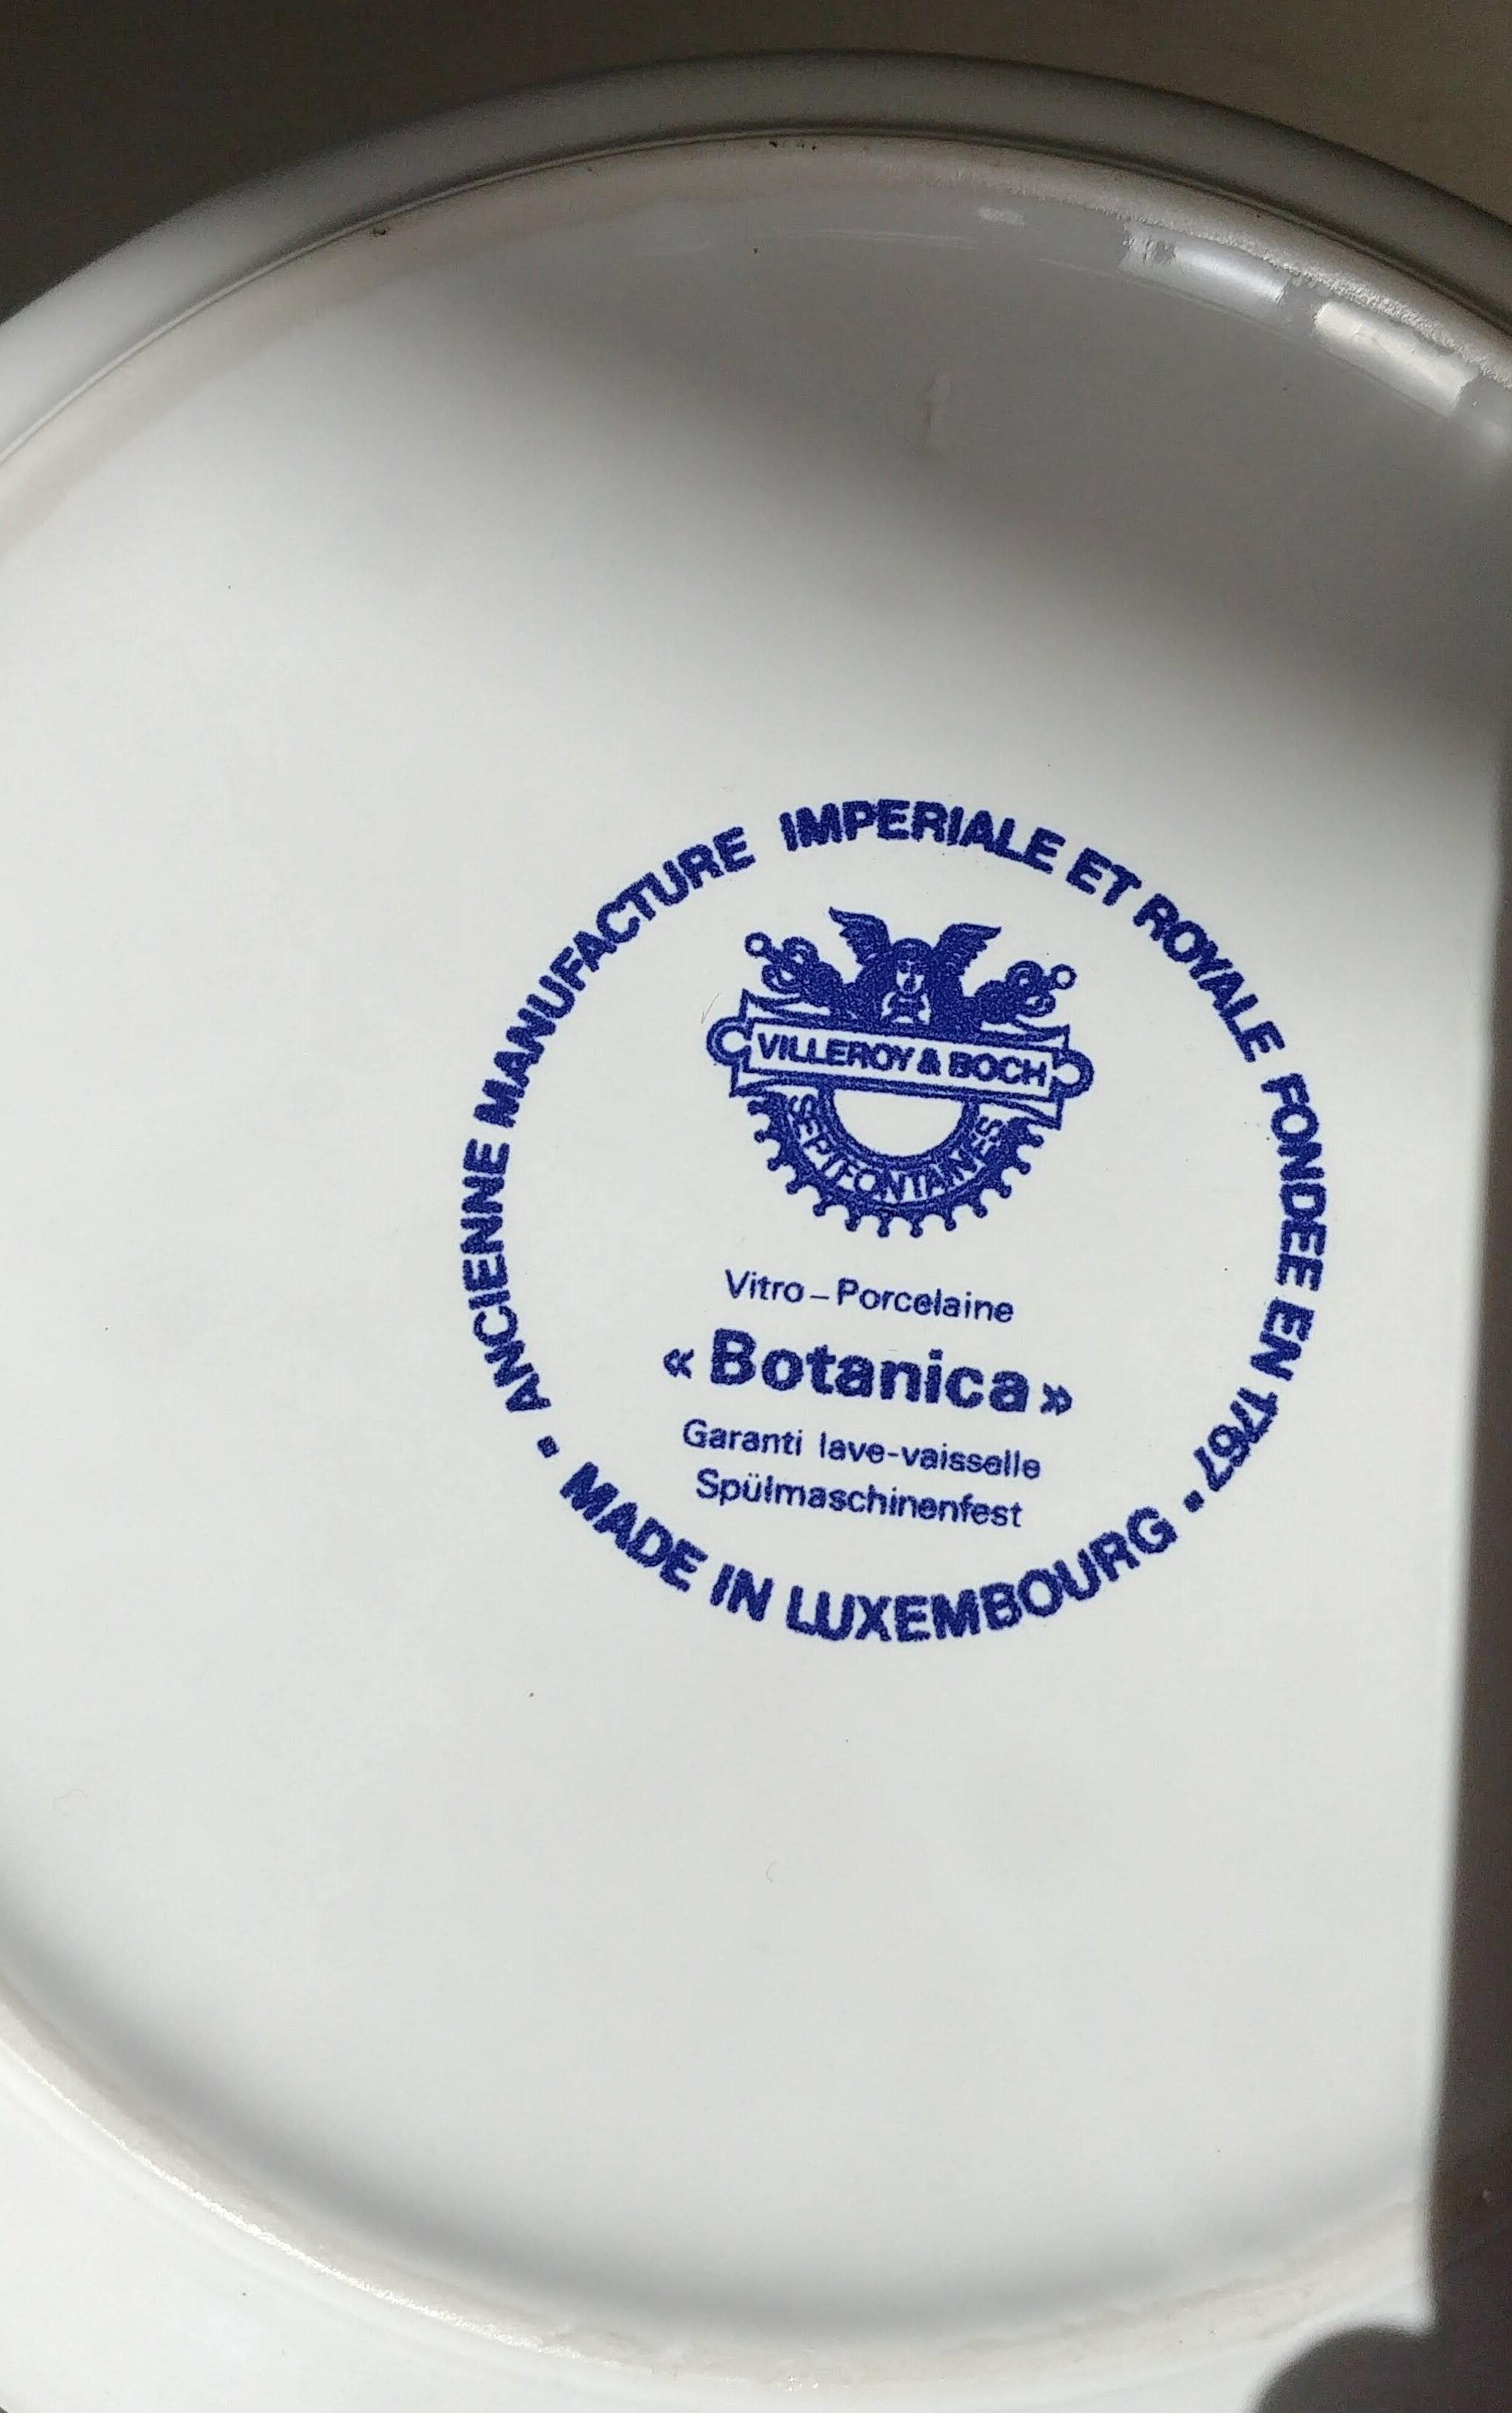 ANCIENNE MANUFACTURE IMPERIALE ET ROYALE FONDEE EN 1767 •
VILLEROY & BOCH
SEPTFONTAINES
Vitro-Porcelaine
«Botanica»
Garanti lave-vaisselle
Spülmaschinenfest
• MADE IN LUXEMBOURG